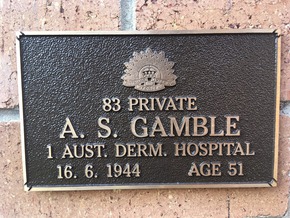 83 PRIVATE
A. S. GAMBLE
1 AUST. DERM. HOSPITAL
16. 6. 1944 AGE 51